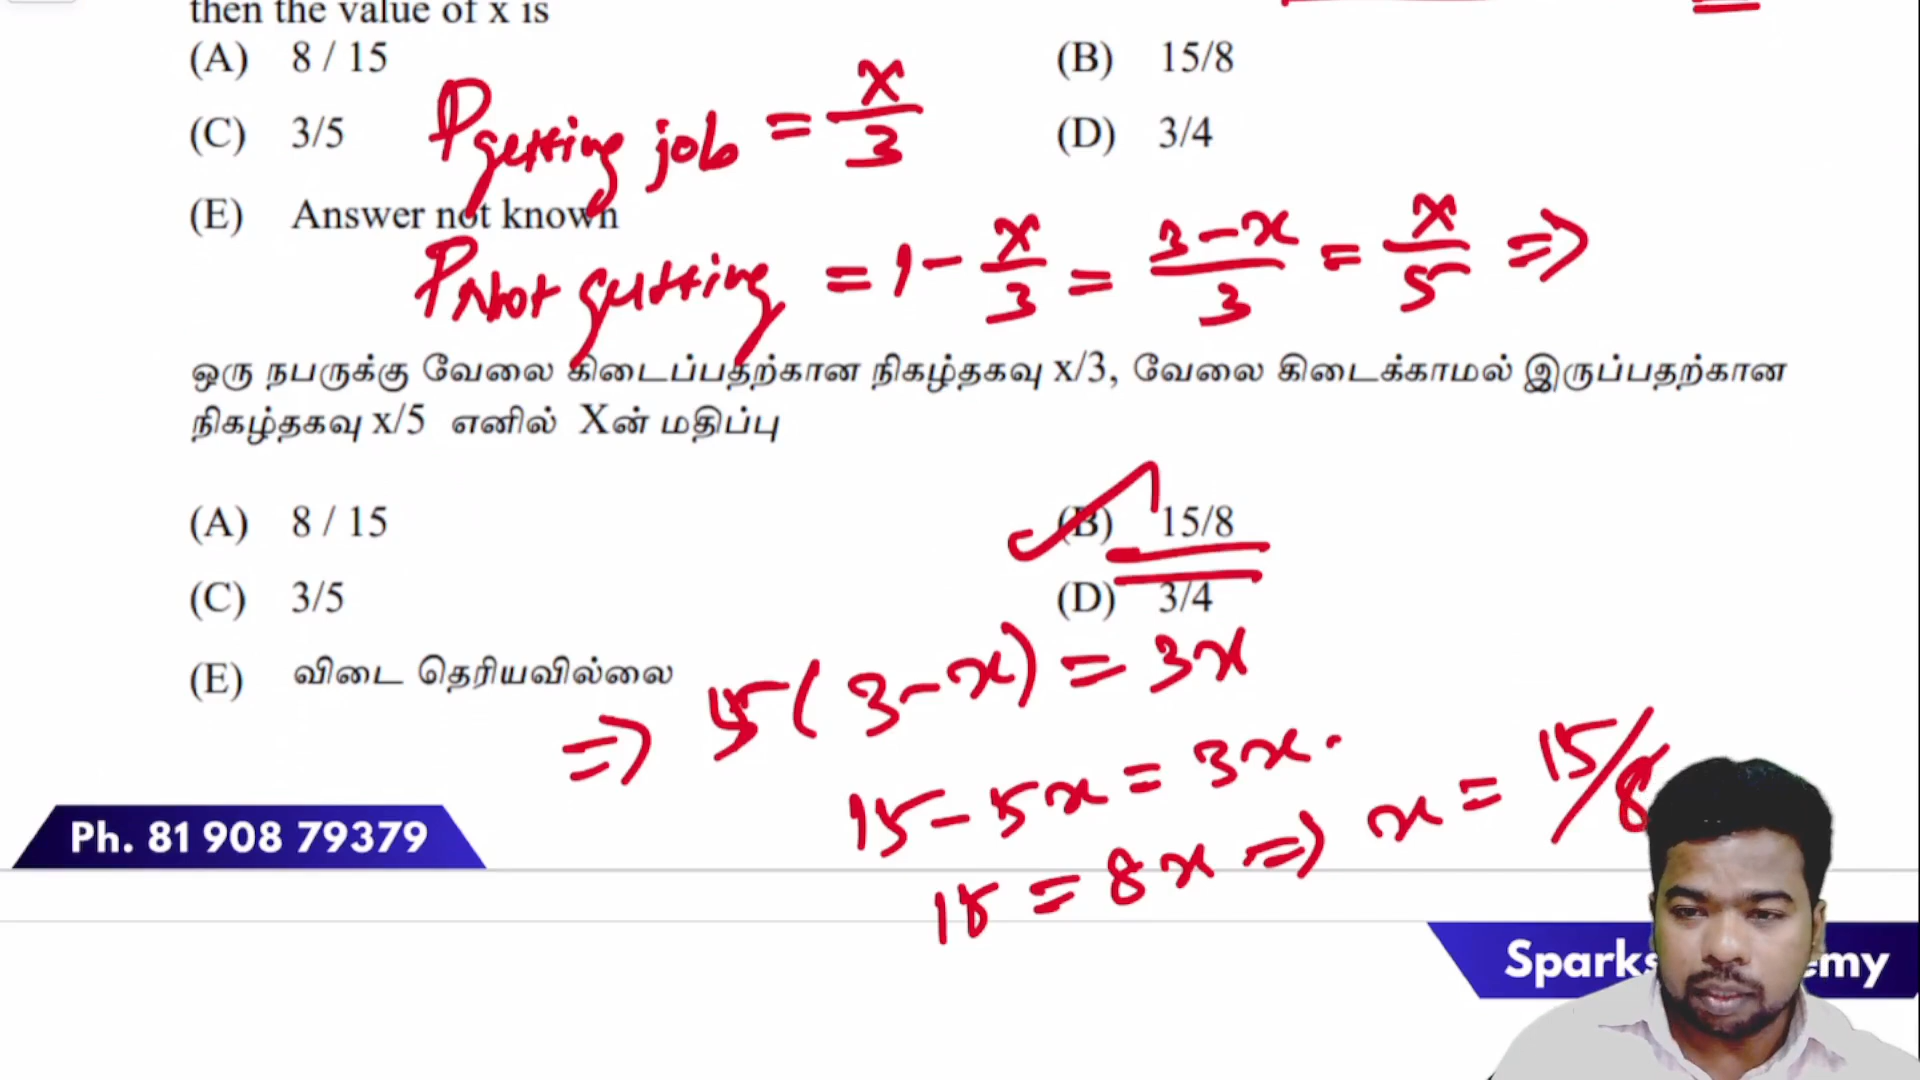 then the value of x is
(A) 8 / 15 (B) 15/8
(C) 3/5 (D) 3/4
P getting job = x/3
(E) Answer not known
P Not getting = 1 - x/3 = 3-x/3 = x/5 ⇒
ஒரு நபருக்கு வேலை கிடைப்பதற்கான நிகழ்தகவு x/3, வேலை கிடைக்காமல் இருப்பதற்கான
நிகழ்தகவு x/5 எனில் Xன் மதிப்பு
(A) 8 / 15 (B) 15/8
(C) 3/5 (D) 3/4
(E) விடை தெரியவில்லை
⇒ 5(3-x) = 3x
15-5x = 3x.
15 = 8x ⇒ x = 15/8
Ph. 81 908 79379